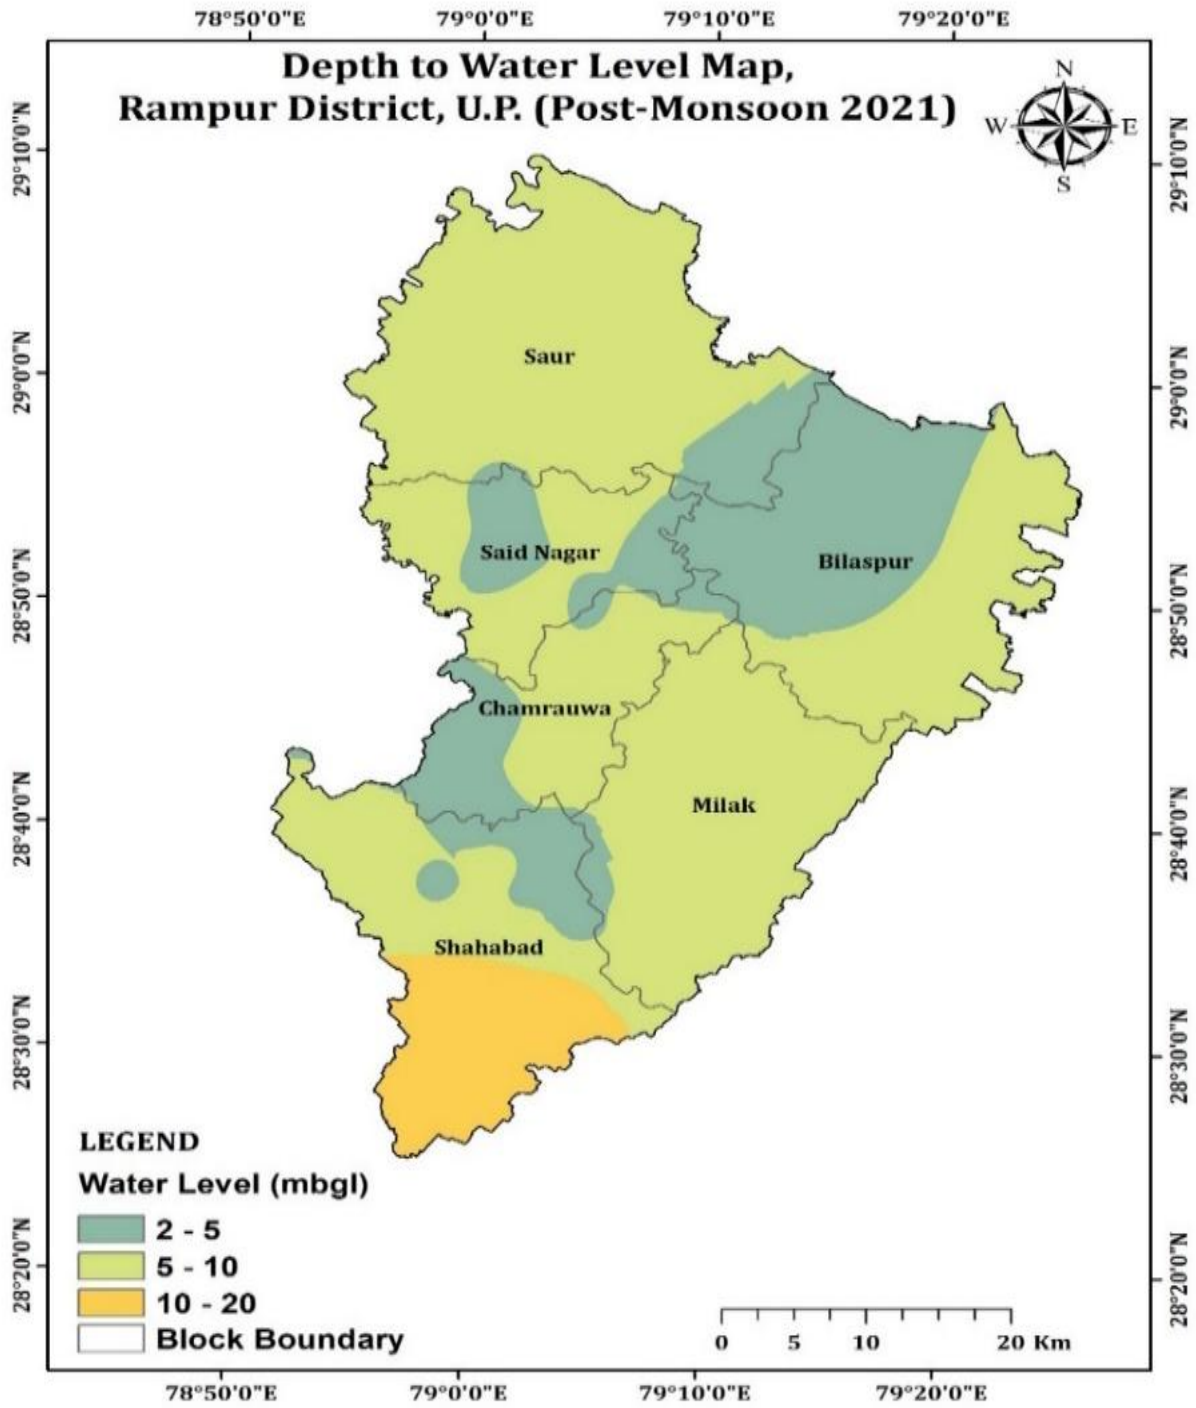 78°50'0"E 79°0'0"E 79°10'0"E 79°20'0"E
Depth to Water Level Map,
Rampur District, U.P. (Post-Monsoon 2021)
N
W E
S
29°10'0"N 29°10'0"N
Saur
29°0'0"N 29°0'0"N
Said Nagar
Bilaspur
28°50'0"N 28°50'0"N
Chamrauwa
Milak
28°40'0"N 28°40'0"N
Shahabad
28°30'0"N 28°30'0"N
LEGEND
Water Level (mbgl)
2 - 5
5 - 10
10 - 20
Block Boundary
28°20'0"N 28°20'0"N
0 5 10 20 Km
78°50'0"E 79°0'0"E 79°10'0"E 79°20'0"E